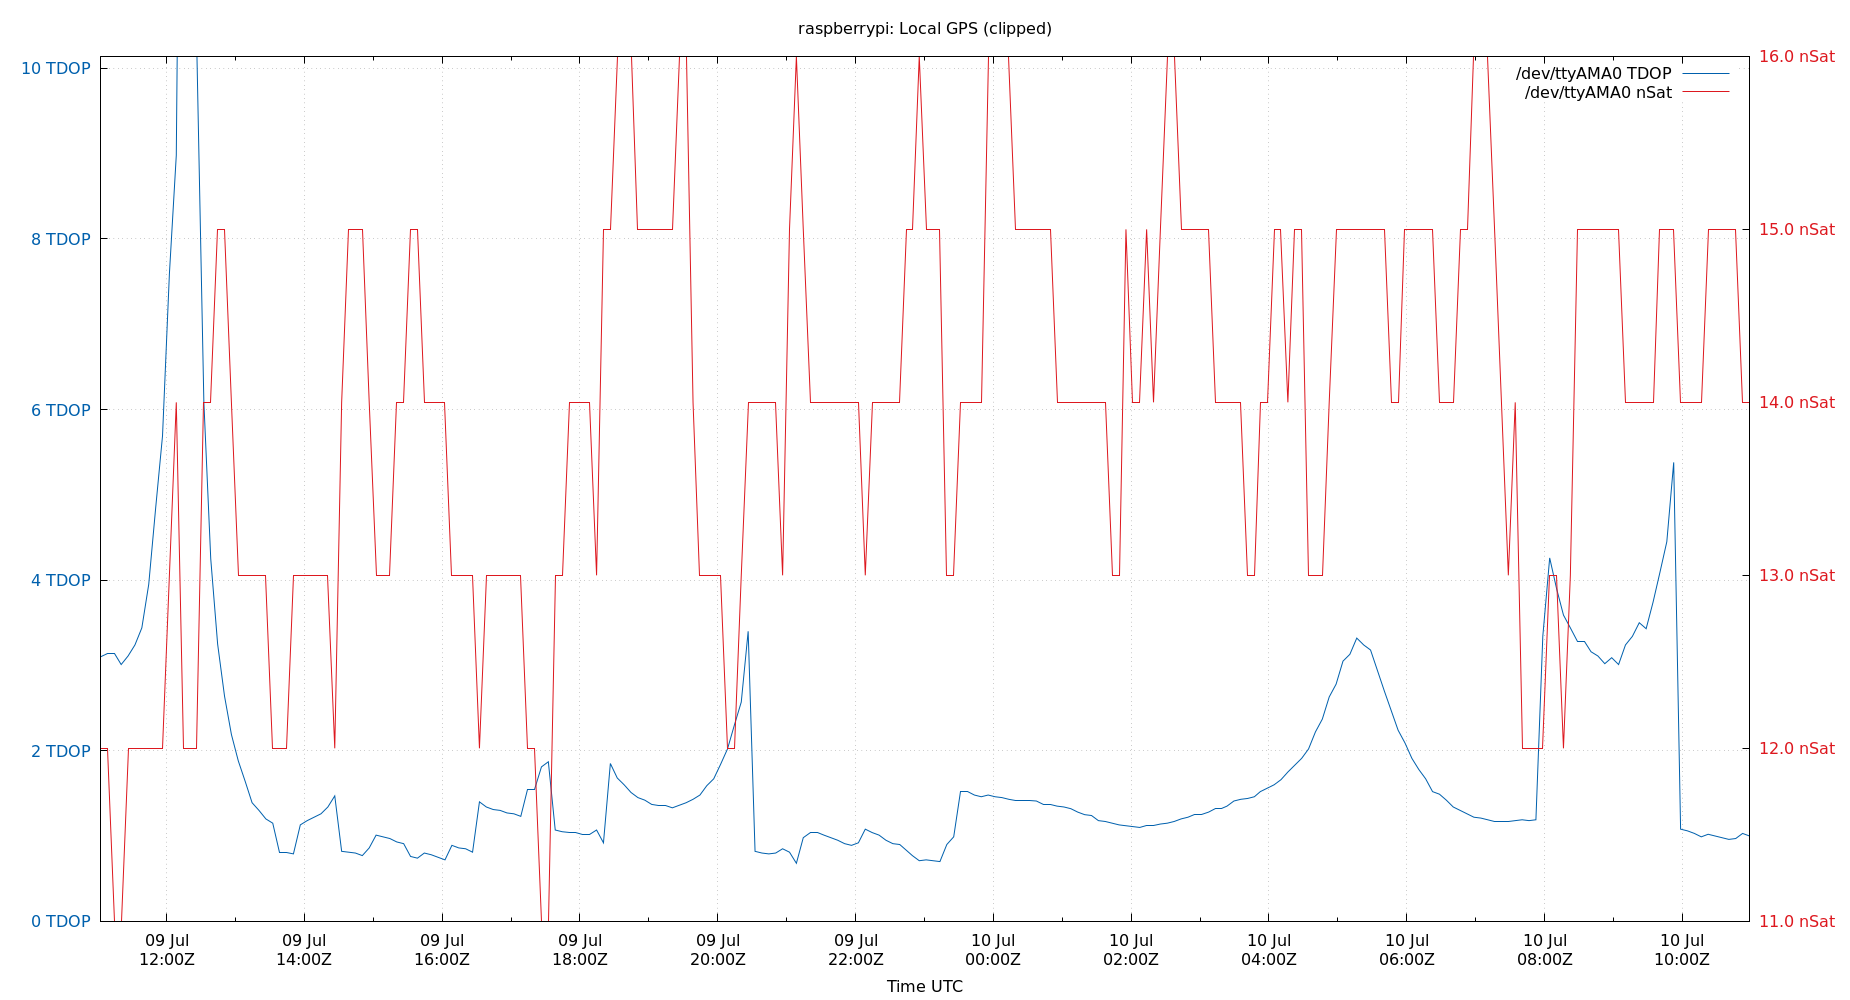 raspberrypi: Local GPS (clipped)
10 TDOP
8 TDOP
6 TDOP
4 TDOP
2 TDOP
0 TDOP
16.0 nSat
15.0 nSat
14.0 nSat
13.0 nSat
12.0 nSat
11.0 nSat
/dev/ttyAMA0 TDOP
/dev/ttyAMA0 nSat
09 Jul 09 Jul 09 Jul 09 Jul 09 Jul 09 Jul 10 Jul 10 Jul 10 Jul 10 Jul 10 Jul 10 Jul
12:00Z 14:00Z 16:00Z 18:00Z 20:00Z 22:00Z 00:00Z 02:00Z 04:00Z 06:00Z 08:00Z 10:00Z
Time UTC